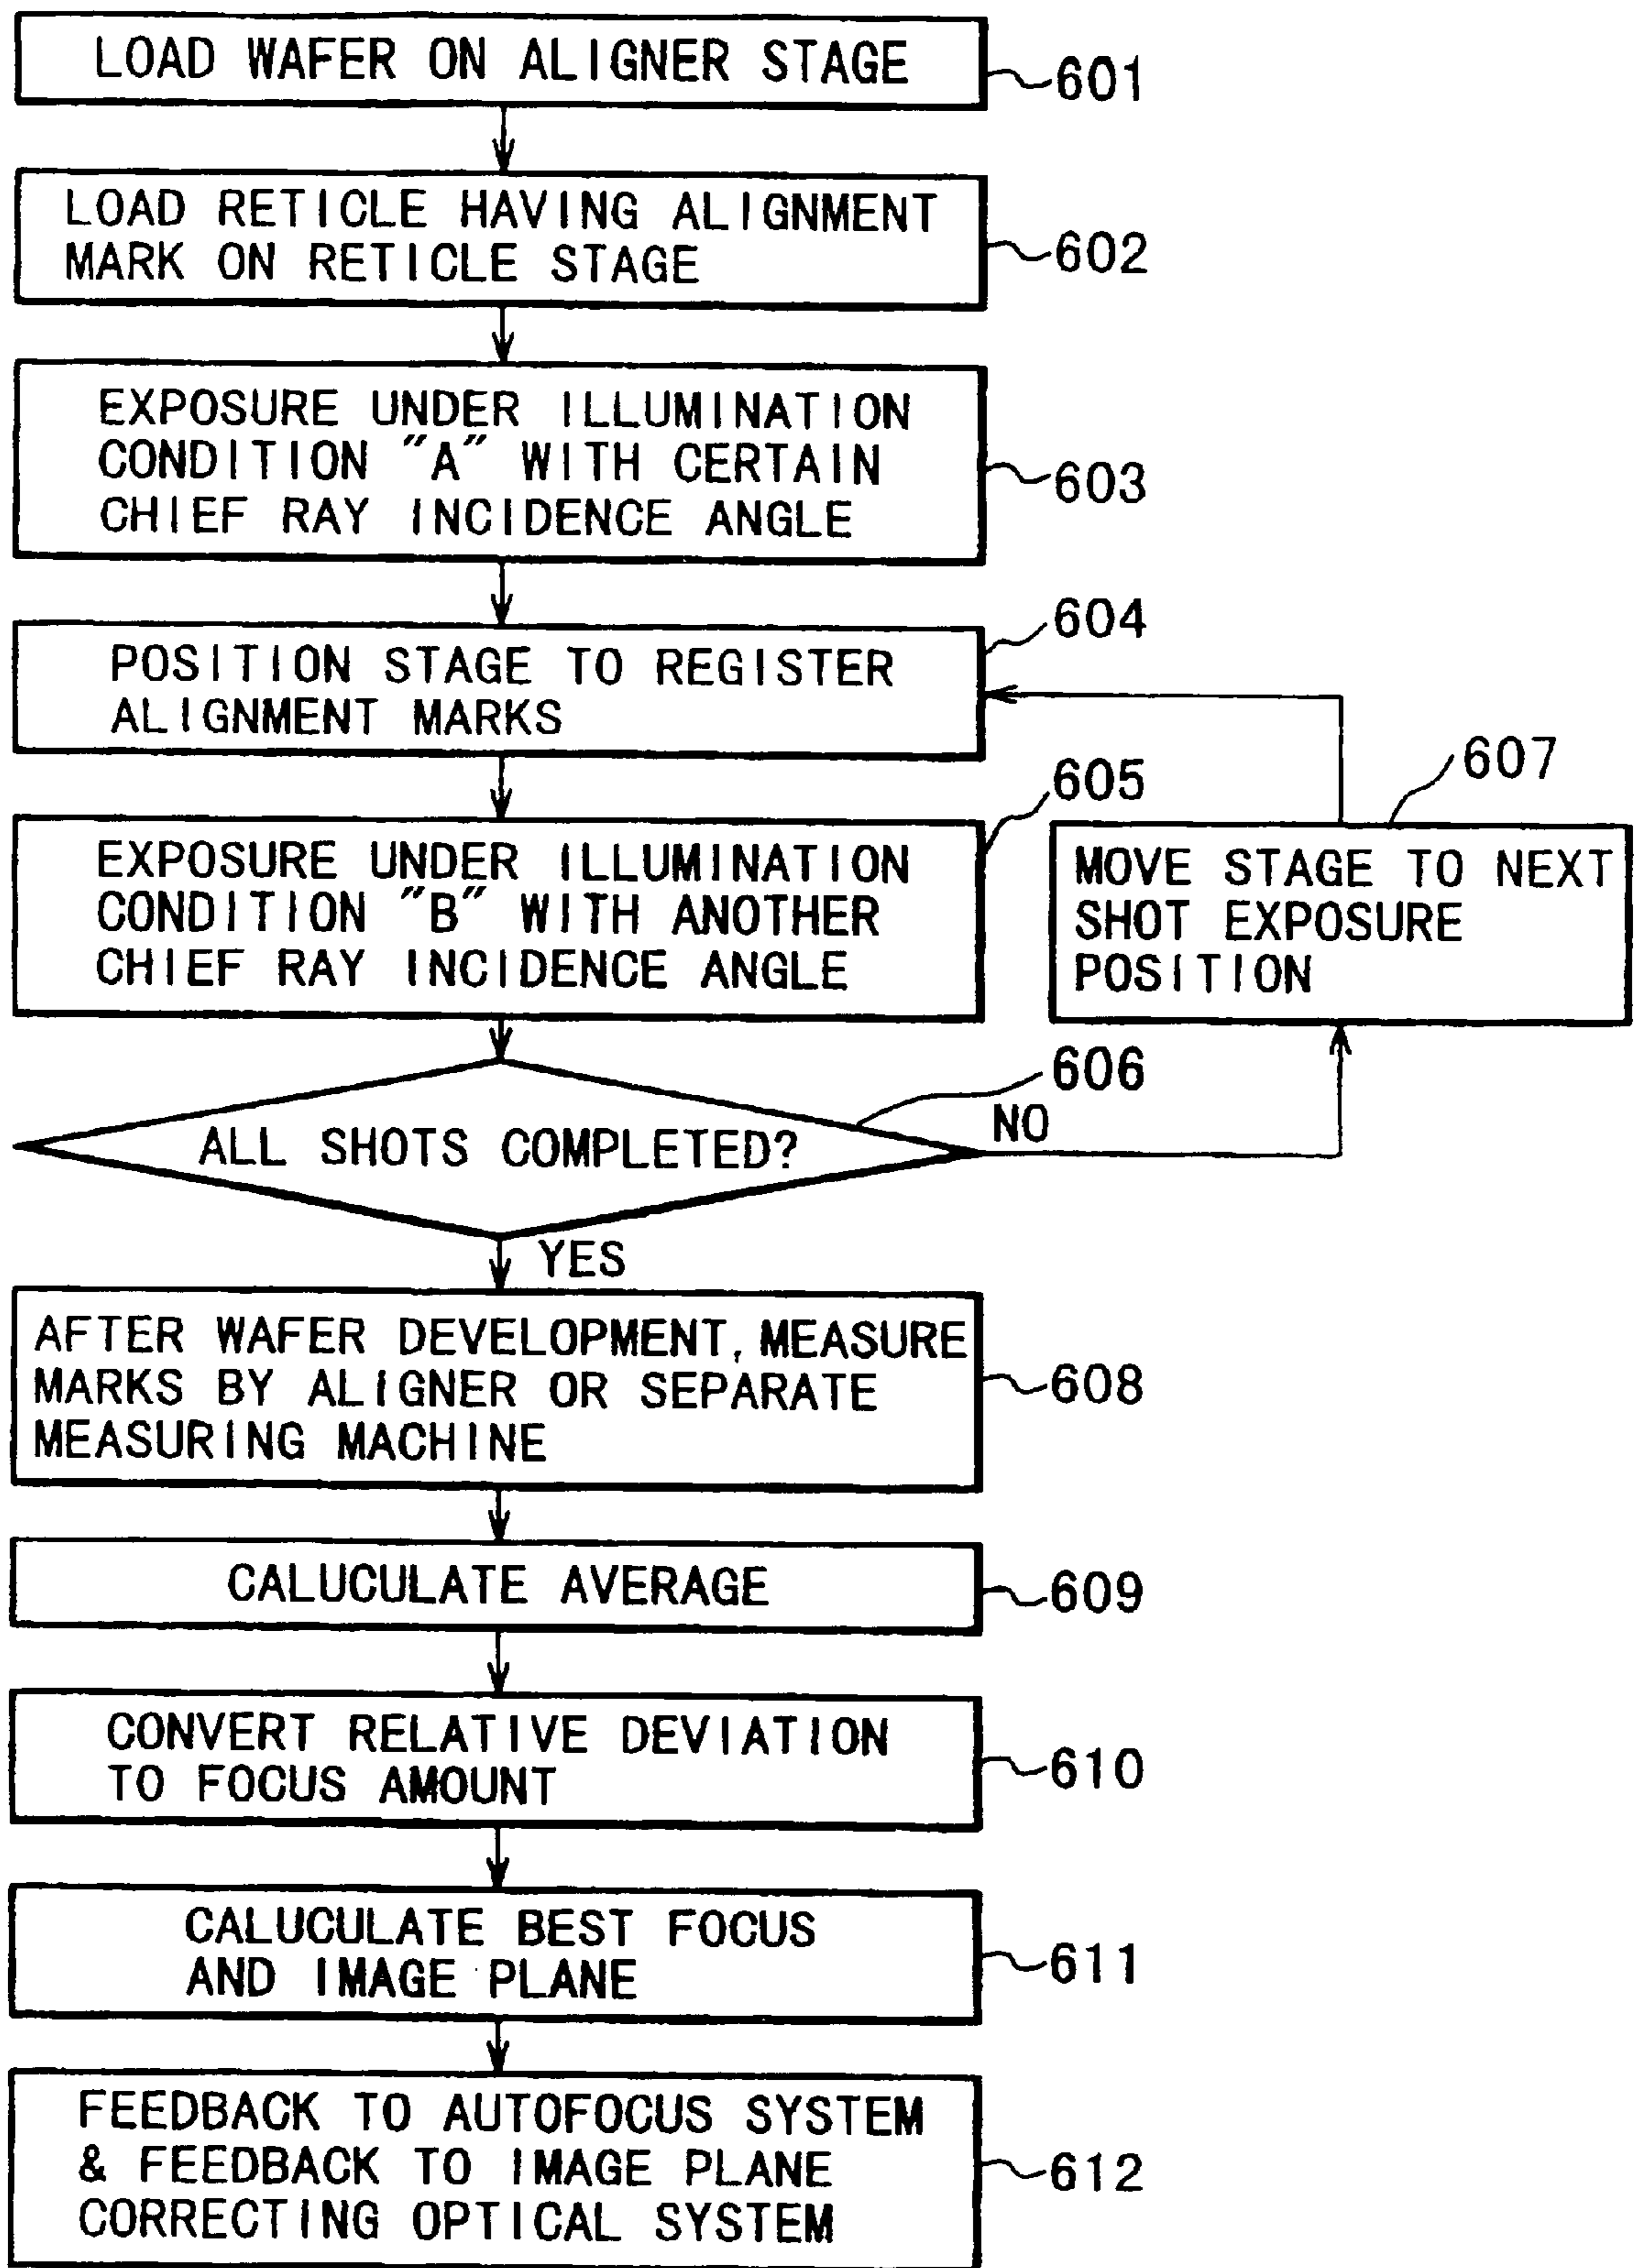 LOAD WAFER ON ALIGNER STAGE
601
LOAD RETICLE HAVING ALIGNMENT
MARK ON RETICLE STAGE
602
EXPOSURE UNDER ILLUMINATION
CONDITION "A" WITH CERTAIN
CHIEF RAY INCIDENCE ANGLE
603
POSITION STAGE TO REGISTER
ALIGNMENT MARKS
604
EXPOSURE UNDER ILLUMINATION
CONDITION "B" WITH ANOTHER
CHIEF RAY INCIDENCE ANGLE
605
MOVE STAGE TO NEXT
SHOT EXPOSURE
POSITION
607
ALL SHOTS COMPLETED?
606
NO
YES
AFTER WAFER DEVELOPMENT, MEASURE
MARKS BY ALIGNER OR SEPARATE
MEASURING MACHINE
608
CALUCULATE AVERAGE
609
CONVERT RELATIVE DEVIATION
TO FOCUS AMOUNT
610
CALUCULATE BEST FOCUS
AND IMAGE PLANE
611
FEEDBACK TO AUTOFOCUS SYSTEM
& FEEDBACK TO IMAGE PLANE
CORRECTING OPTICAL SYSTEM
612